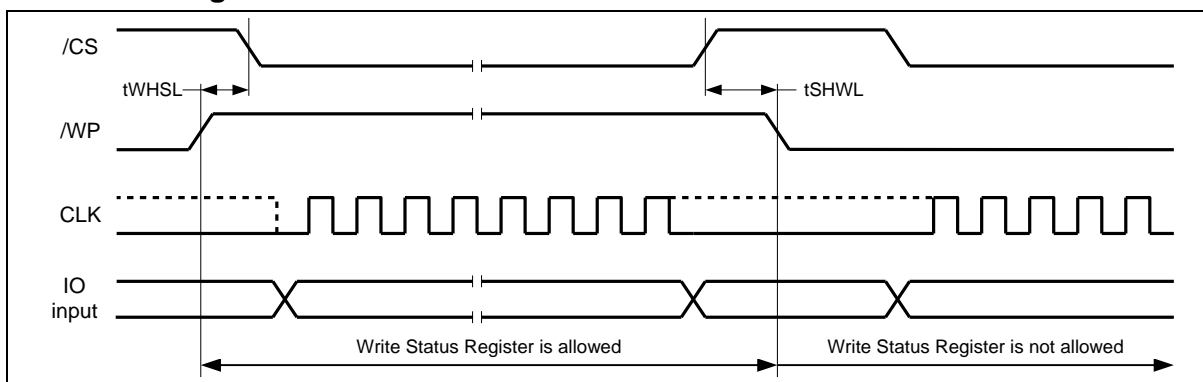 /CS
tWHSL
tSHWL
/WP
CLK
IO
input
Write Status Register is allowed
Write Status Register is not allowed